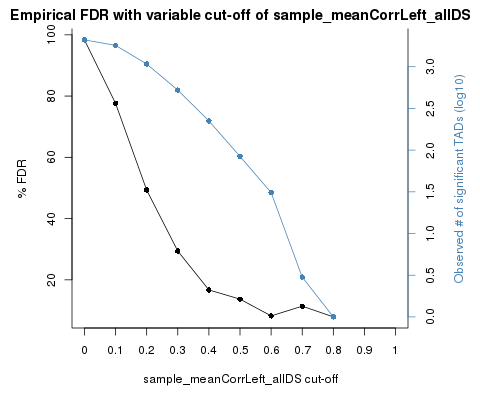 Empirical FDR with variable cut-off of sample_meanCorrLeft_allDS
100
80
60
40
20
% FDR
3.0
2.5
2.0
1.5
1.0
0.5
0.0
Observed # of significant TADs (log10)
0 0.1 0.2 0.3 0.4 0.5 0.6 0.7 0.8 0.9 1
sample_meanCorrLeft_allDS cut-off